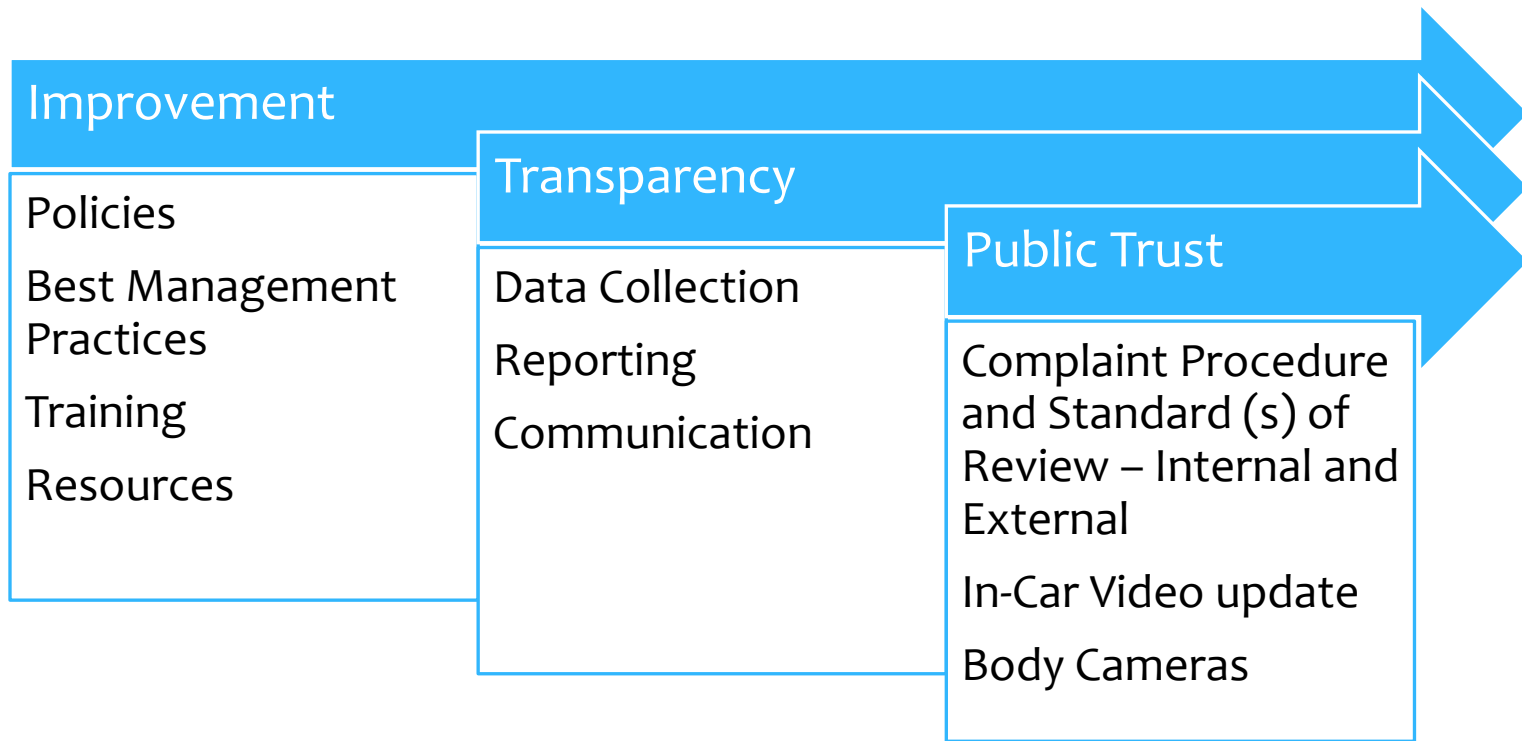 Improvement
Policies
Best Management
Practices
Training
Resources
Transparency
Data Collection
Reporting
Communication
Public Trust
Complaint Procedure
and Standard (s) of
Review – Internal and
External
In-Car Video update
Body Cameras